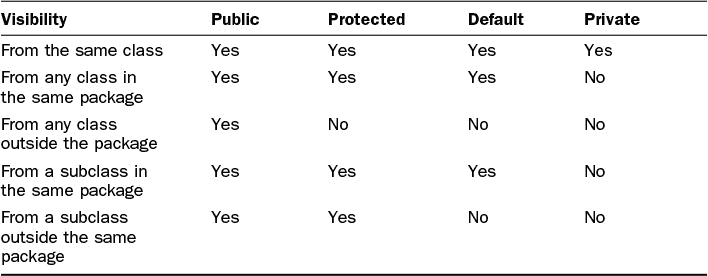 Visibility Public Protected Default Private
From the same class Yes Yes Yes Yes
From any class in Yes Yes Yes No
the same package
From any class Yes No No No
outside the package
From a subclass in Yes Yes Yes No
the same package
From a subclass Yes Yes No No
outside the same
package